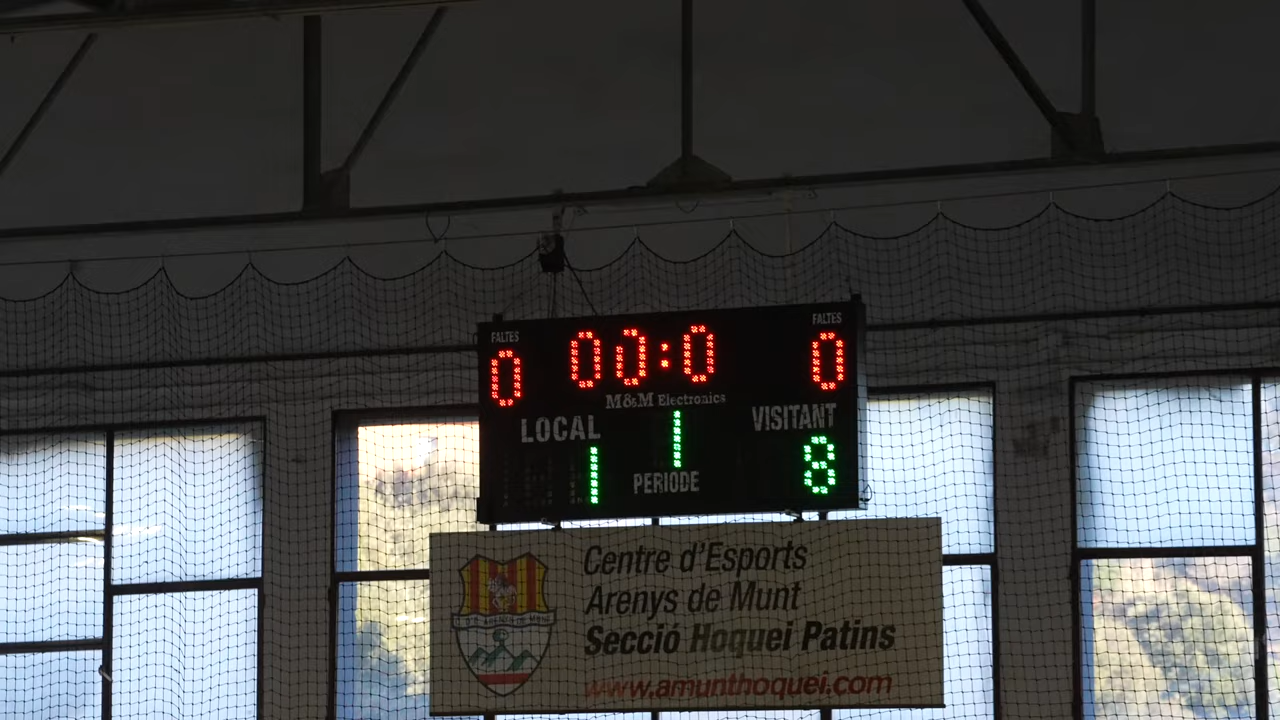 FALTES
FALTES
0
00:0
0
M&M Electronics
LOCAL
1
VISITANT
1
PERIODE
8
Centre d'Esports
Arenys de Munt
Secció Hoquei Patins
www.amunthoquei.com